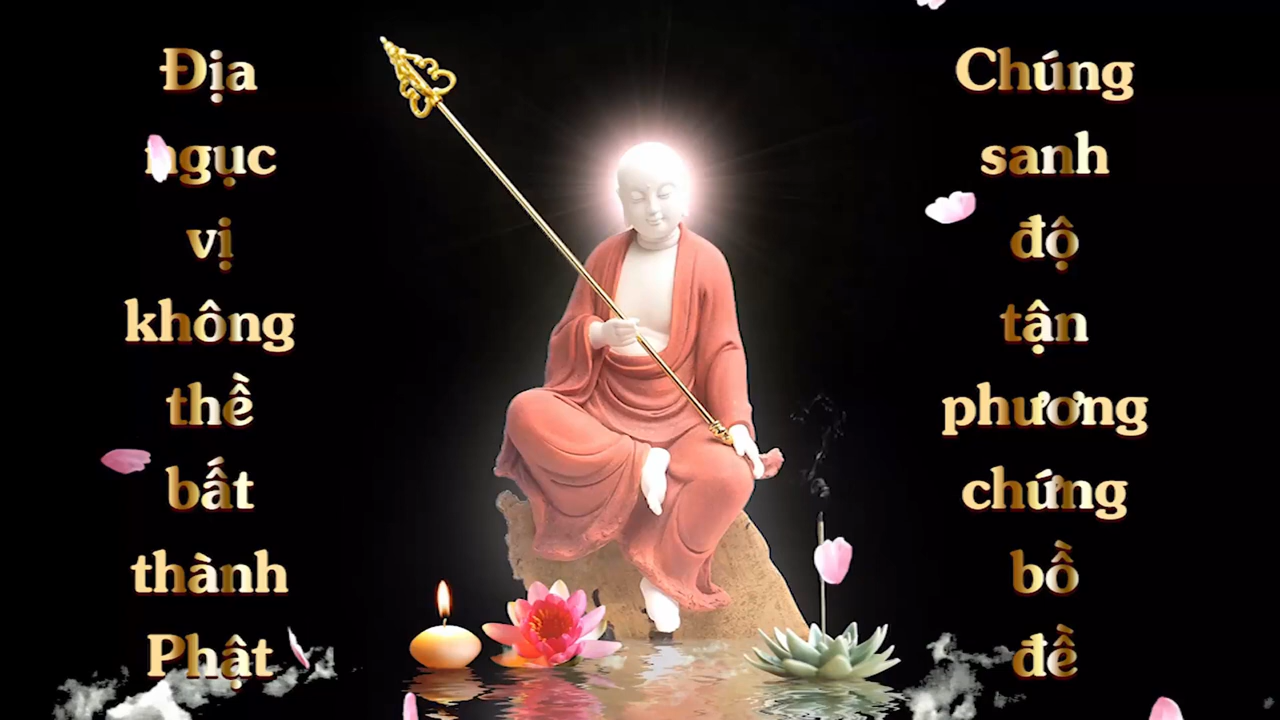 Địa
ngục
vị
không
thề
bất
thành
Phật
Chúng
sanh
độ
tận
phương
chứng
bồ
đề